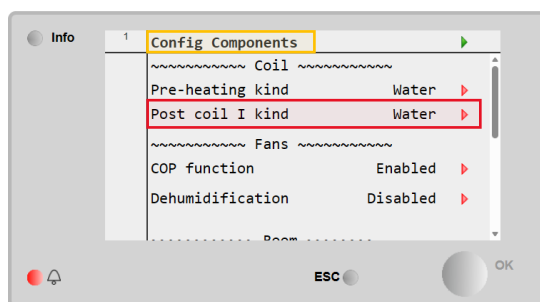 Info
1
Config Components
~~~~~~~~~~~ Coil ~~~~~~~~~~~
Pre-heating kind Water
Post coil I kind Water
~~~~~~~~~~~ Fans ~~~~~~~~~~~
COP function Enabled
Dehumidification Disabled
ESC
OK